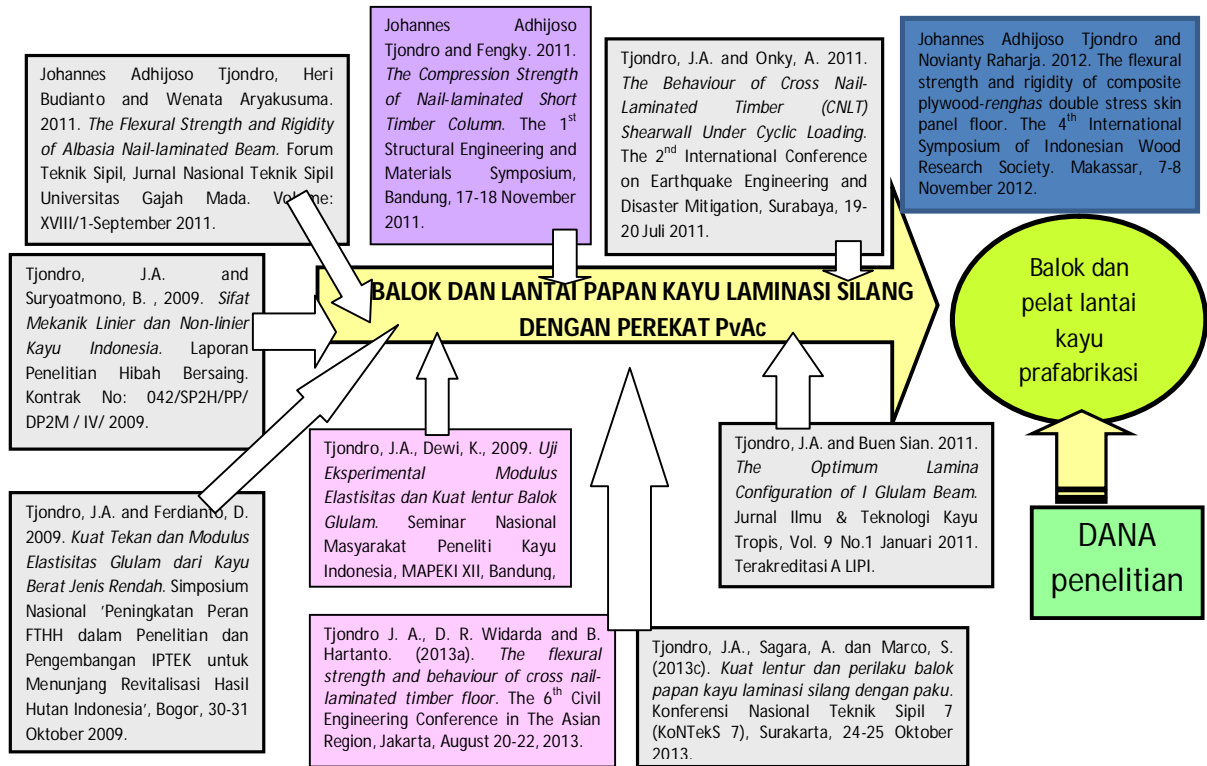 Johannes Adhijoso Tjondro, Heri
Budianto and Wenata Aryakusuma.
2011. The Flexural Strength and Rigidity
of Albasia Nail-laminated Beam. Forum
Teknik Sipil, Jurnal Nasional Teknik Sipil
Universitas Gajah Mada. Volume:
XVIII/1-September 2011.
Johannes Adhijoso
Tjondro and Fengky. 2011.
The Compression Strength
of Nail-laminated Short
Timber Column. The 1st
Structural Engineering and
Materials Symposium,
Bandung, 17-18 November
2011.
Tjondro, J.A. and Onky, A. 2011.
The Behaviour of Cross Nail-
Laminated Timber (CNLT)
Shearwall Under Cyclic Loading.
The 2nd International Conference
on Earthquake Engineering and
Disaster Mitigation, Surabaya, 19-
20 Juli 2011.
Johannes Adhijoso Tjondro and
Novianty Raharja. 2012. The flexural
strength and rigidity of composite
plywood-renghas double stress skin
panel floor. The 4th International
Symposium of Indonesian Wood
Research Society. Makassar, 7-8
November 2012.
Tjondro, J.A. and
Suryoatmono, B. , 2009. Sifat
Mekanik Linier dan Non-linier
Kayu Indonesia. Laporan
Penelitian Hibah Bersaing.
Kontrak No: 042/SP2H/PP/
DP2M / IV/ 2009.
BALOK DAN LANTAI PAPAN KAYU LAMINASI SILANG
DENGAN PEREKAT PvAc
Balok dan
pelat lantai
kayu
prafabrikasi
Tjondro, J.A. and Ferdianto, D.
2009. Kuat Tekan dan Modulus
Elastisitas Glulam dari Kayu
Berat Jenis Rendah. Simposium
Nasional 'Peningkatan Peran
FTHH dalam Penelitian dan
Pengembangan IPTEK untuk
Menunjang Revitalisasi Hasil
Hutan Indonesia', Bogor, 30-31
Oktober 2009.
Tjondro, J.A., Dewi, K., 2009. Uji
Eksperimental Modulus
Elastisitas dan Kuat lentur Balok
Glulam. Seminar Nasional
Masyarakat Peneliti Kayu
Indonesia, MAPEKI XII, Bandung,
Tjondro, J.A. and Buen Sian. 2011.
The Optimum Lamina
Configuration of I Glulam Beam.
Jurnal Ilmu & Teknologi Kayu
Tropis, Vol. 9 No.1 Januari 2011.
Terakreditasi A LIPI.
DANA
penelitian
Tjondro J. A., D. R. Widarda and B.
Hartanto. (2013a). The flexural
strength and behaviour of cross nail-
laminated timber floor. The 6th Civil
Engineering Conference in The Asian
Region, Jakarta, August 20-22, 2013.
Tjondro, J.A., Sagara, A. dan Marco, S.
(2013c). Kuat lentur dan perilaku balok
papan kayu laminasi silang dengan paku.
Konferensi Nasional Teknik Sipil 7
(KoNTekS 7), Surakarta, 24-25 Oktober
2013.